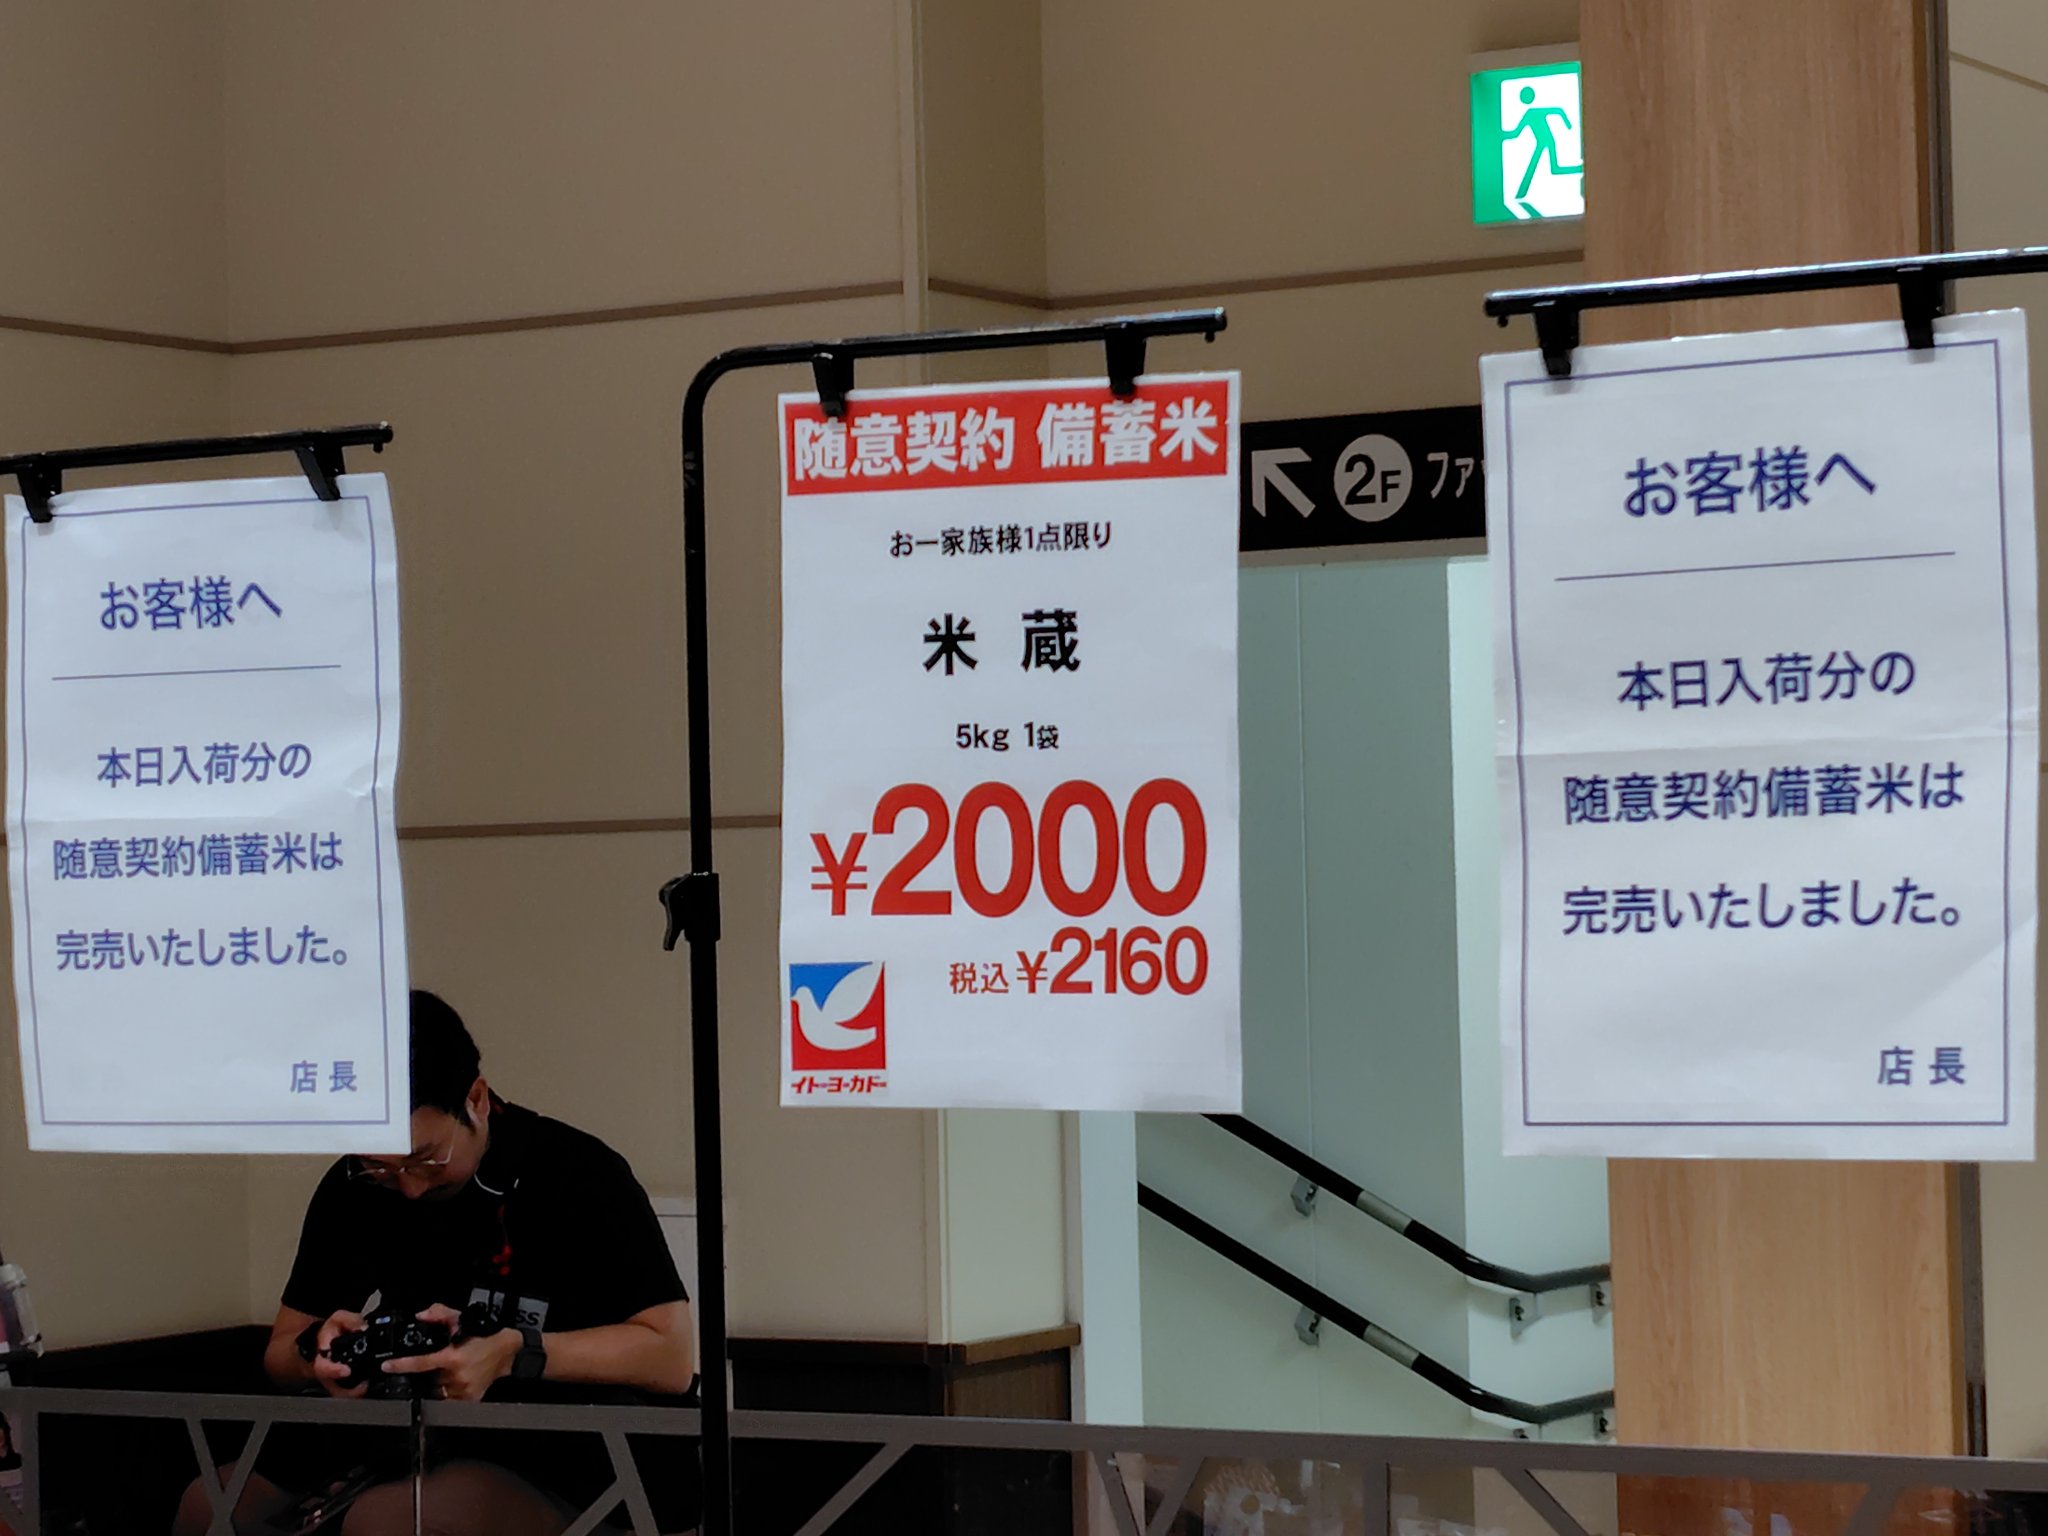 お客様へ
本日入荷分の
随意契約備蓄米は
完売いたしました。
店長
随意契約 備蓄米
お一家族様1点限り
米 蔵
5kg 1袋
¥2000
税込¥2160
イトーヨーカドー
2F ファ
お客様へ
本日入荷分の
随意契約備蓄米は
完売いたしました。
店長